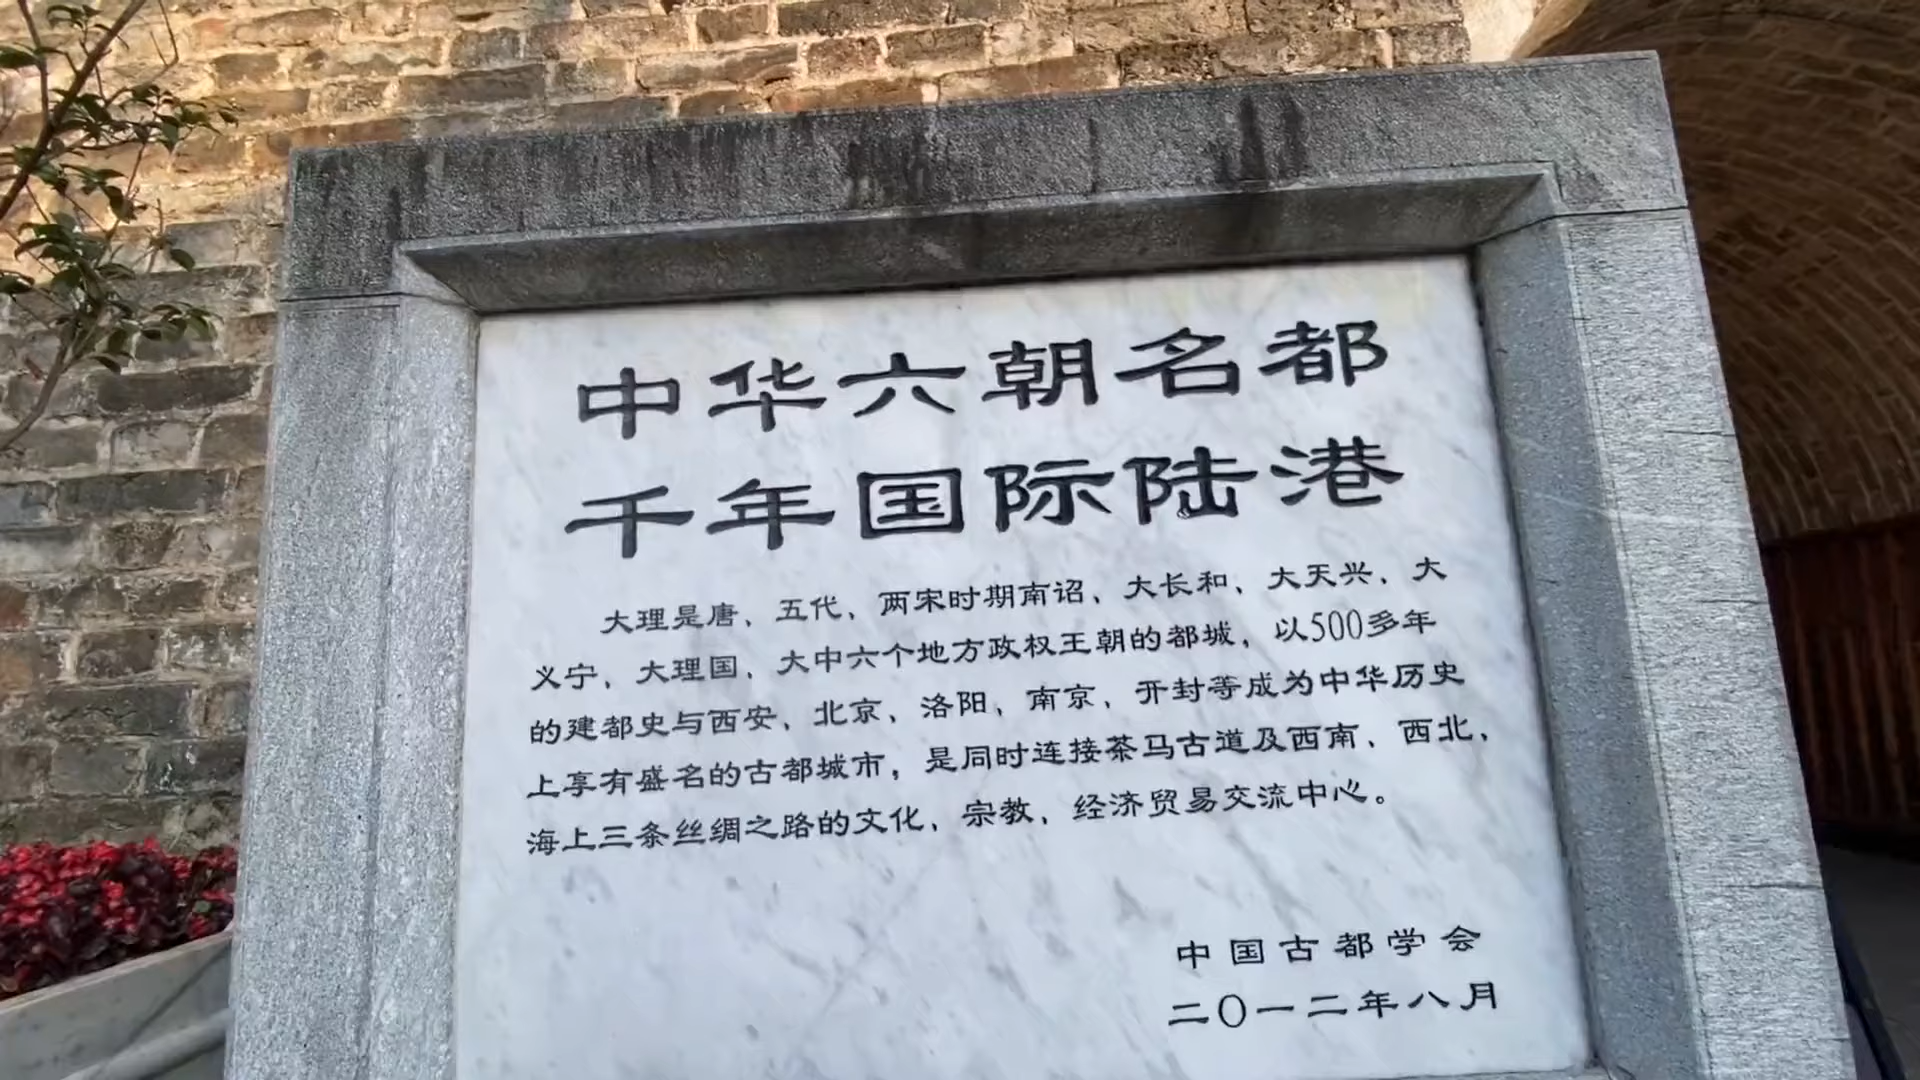 中华六朝名都
千年国际陆港
大理是唐、五代、两宋时期南诏、大长和、大天兴、大
义宁、大理国、大中六个地方政权王朝的都城，以500多年
的建都史与西安、北京、洛阳、南京、开封等成为中华历史
上享有盛名的古都城市，是同时连接茶马古道及西南、西北，
海上三条丝绸之路的文化、宗教、经济贸易交流中心。
中国古都学会
二〇一二年八月